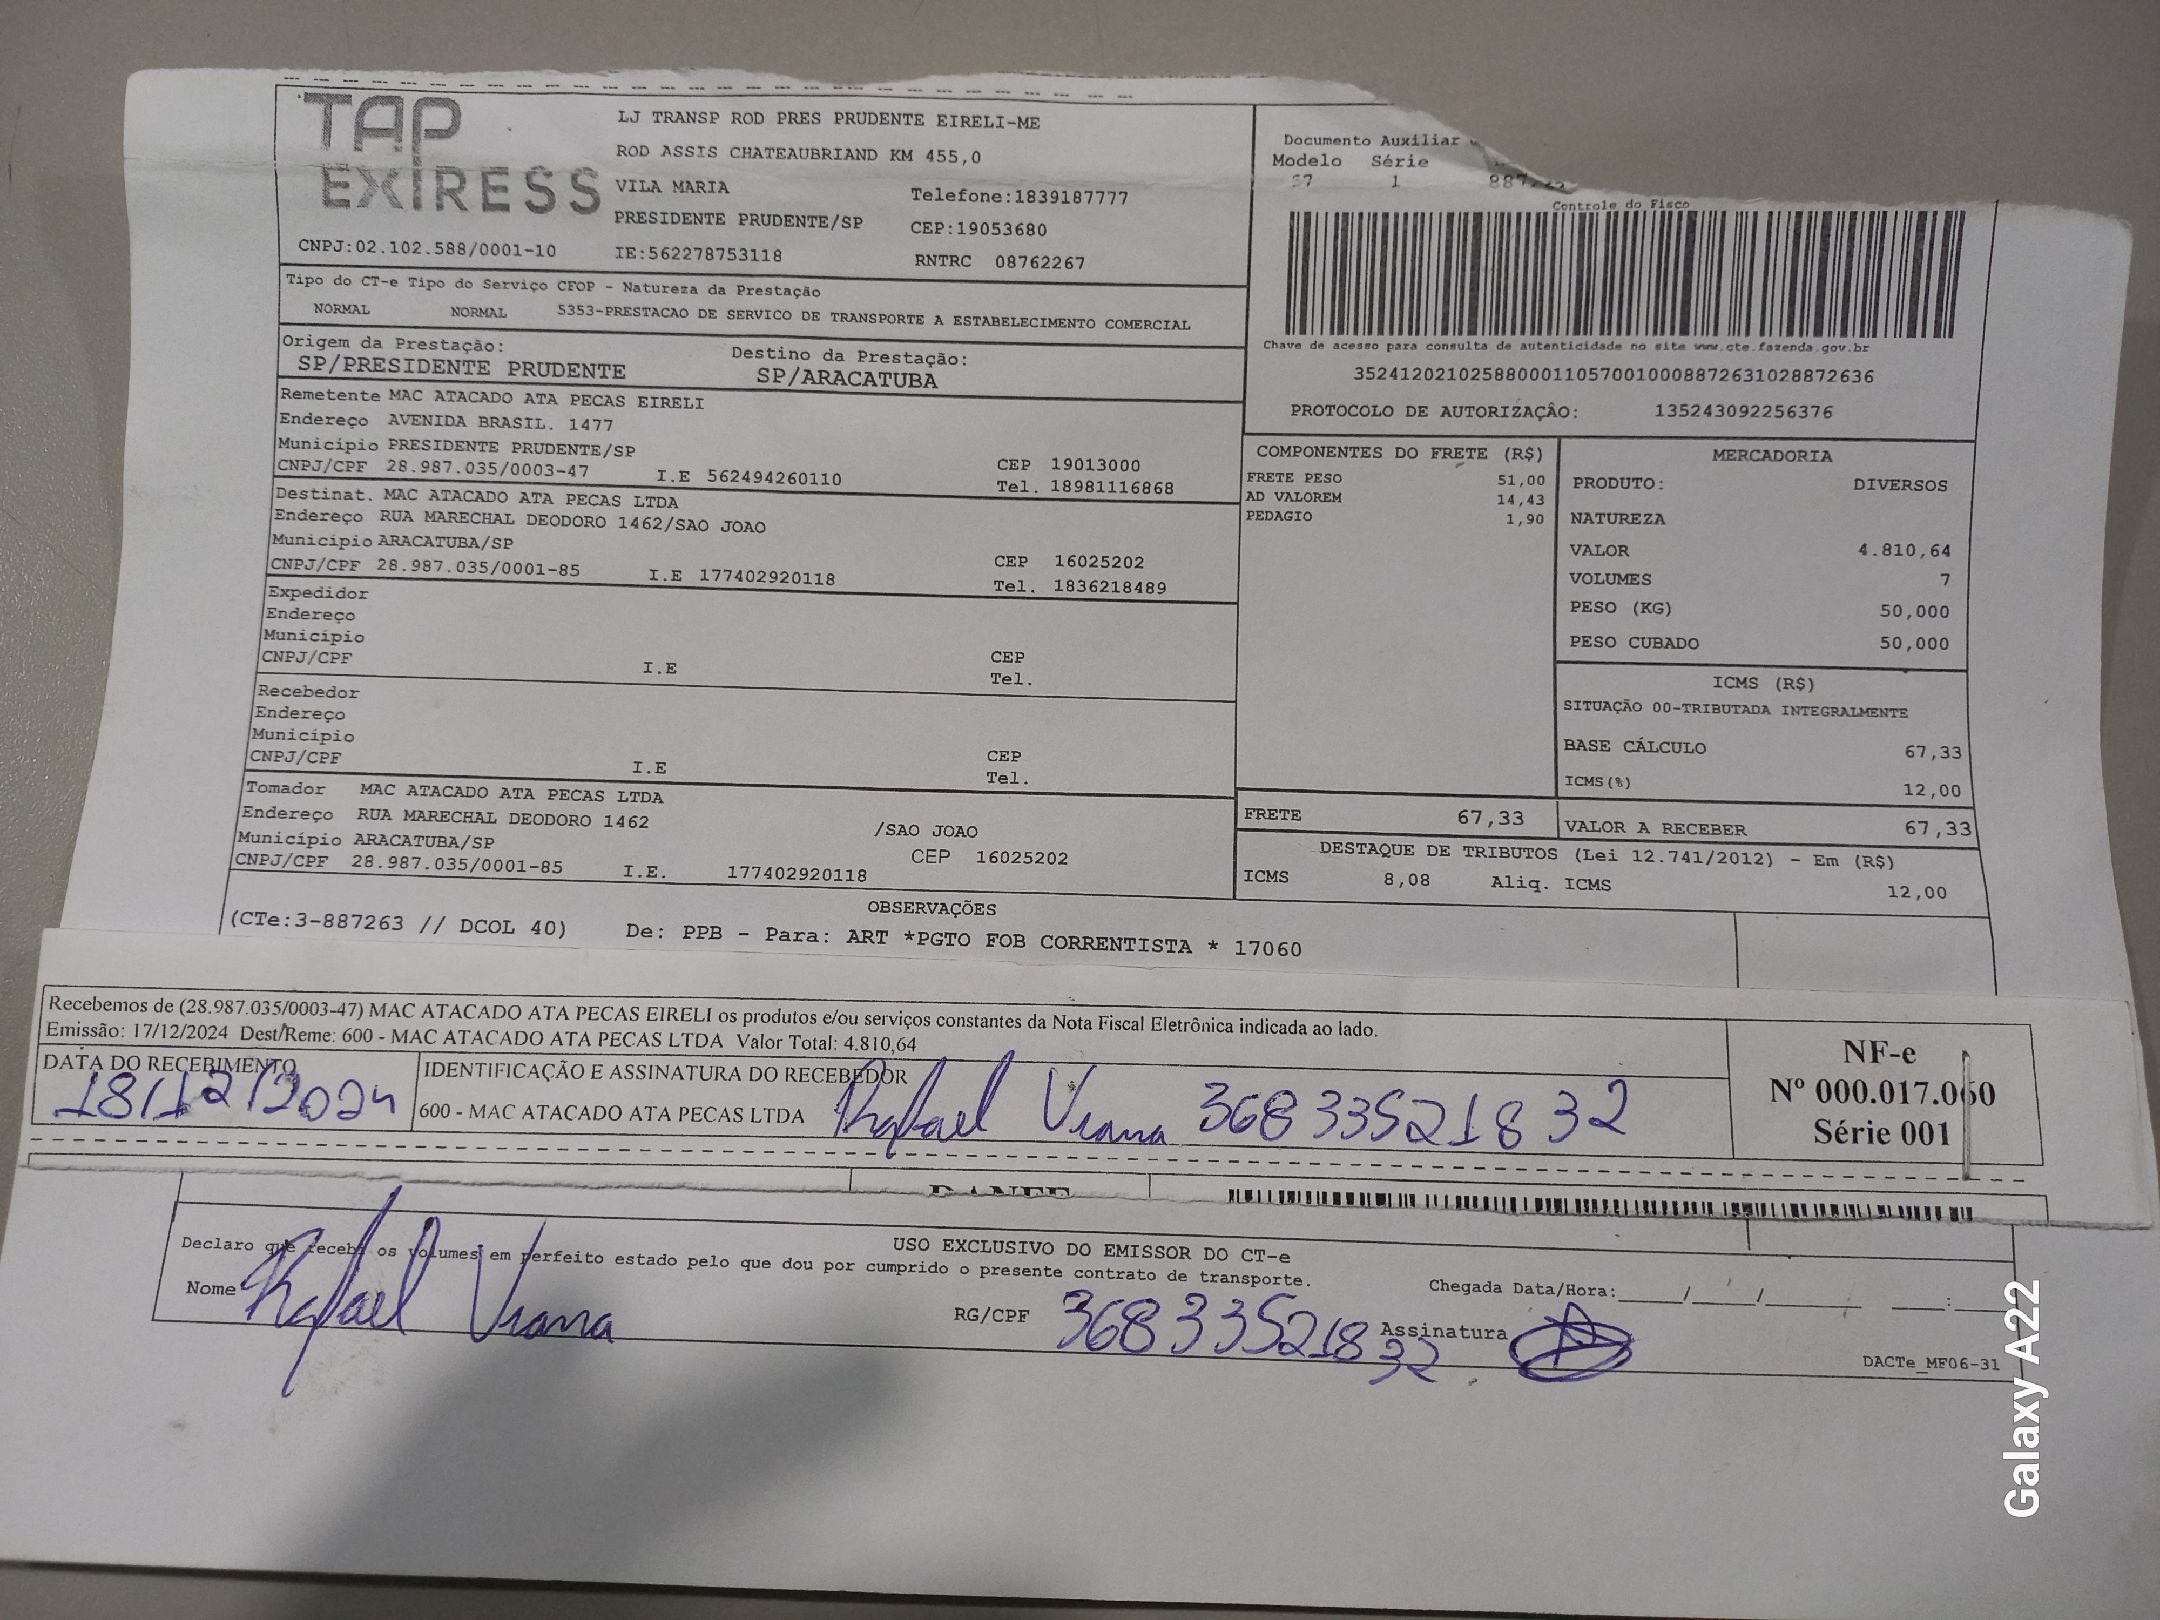 TAP
EXPRESS
LJ TRANSP ROD PRES PRUDENTE EIRELI-ME
ROD ASSIS CHATEAUBRIAND KM 455,0
VILA MARIA Telefone:1839187777
PRESIDENTE PRUDENTE/SP CEP:19053680
CNPJ:02.102.588/0001-10 IE:562278753118 RNTRC 08762267
Documento Auxiliar
Modelo Série
57 1
Controle do Fisco
Chave de acesso para consulta de autenticidade no site www.cte.fazenda.gov.br
35241202102588000110570010008872631028872636
PROTOCOLO DE AUTORIZAÇÃO: 135243092256376
Tipo do CT-e Tipo do Serviço CFOP - Natureza da Prestação
NORMAL NORMAL 5353-PRESTACAO DE SERVICO DE TRANSPORTE A ESTABELECIMENTO COMERCIAL
Origem da Prestação: Destino da Prestação:
SP/PRESIDENTE PRUDENTE SP/ARACATUBA
Remetente MAC ATACADO ATA PECAS EIRELI
Endereço AVENIDA BRASIL. 1477
Município PRESIDENTE PRUDENTE/SP CEP 19013000
CNPJ/CPF 28.987.035/0003-47 I.E 562494260110 Tel. 18981116868
Destinat. MAC ATACADO ATA PECAS LTDA
Endereço RUA MARECHAL DEODORO 1462/SAO JOAO
Município ARACATUBA/SP CEP 16025202
CNPJ/CPF 28.987.035/0001-85 I.E 177402920118 Tel. 1836218489
Expedidor
Endereço
Município CEP
CNPJ/CPF I.E Tel.
Recebedor
Endereço
Município CEP
CNPJ/CPF I.E Tel.
Tomador MAC ATACADO ATA PECAS LTDA
Endereço RUA MARECHAL DEODORO 1462 /SAO JOAO
Município ARACATUBA/SP CEP 16025202
CNPJ/CPF 28.987.035/0001-85 I.E. 177402920118
COMPONENTES DO FRETE (R$)
FRETE PESO 51,00
AD VALOREM 14,43
PEDAGIO 1,90
MERCADORIA
PRODUTO: DIVERSOS
NATUREZA
VALOR 4.810,64
VOLUMES 7
PESO (KG) 50,000
PESO CUBADO 50,000
ICMS (R$)
SITUAÇÃO 00-TRIBUTADA INTEGRALMENTE
BASE CÁLCULO 67,33
ICMS(%) 12,00
FRETE 67,33 VALOR A RECEBER 67,33
DESTAQUE DE TRIBUTOS (Lei 12.741/2012) - Em (R$)
ICMS 8,08 Aliq. ICMS 12,00
OBSERVAÇÕES
(CTe:3-887263 // DCOL 40) De: PPB - Para: ART *PGTO FOB CORRENTISTA * 17060
Recebemos de (28.987.035/0003-47) MAC ATACADO ATA PECAS EIRELI os produtos e/ou serviços constantes da Nota Fiscal Eletrônica indicada ao lado.
Emissão: 17/12/2024 Dest/Reme: 600 - MAC ATACADO ATA PECAS LTDA Valor Total: 4.810,64
DATA DO RECEBIMENTO IDENTIFICAÇÃO E ASSINATURA DO RECEBEDOR
18/12/2024 600 - MAC ATACADO ATA PECAS LTDA Rafael Viana 36833521832
NF-e
Nº 000.017.060
Série 001
DANFE
USO EXCLUSIVO DO EMISSOR DO CT-e
Declaro que recebi os volumes em perfeito estado pelo que dou por cumprido o presente contrato de transporte.
Chegada Data/Hora:____/____/______ ___:___
Nome Rafael Viana RG/CPF 36833521832 Assinatura
DACTe_MF06-31
Galaxy A22